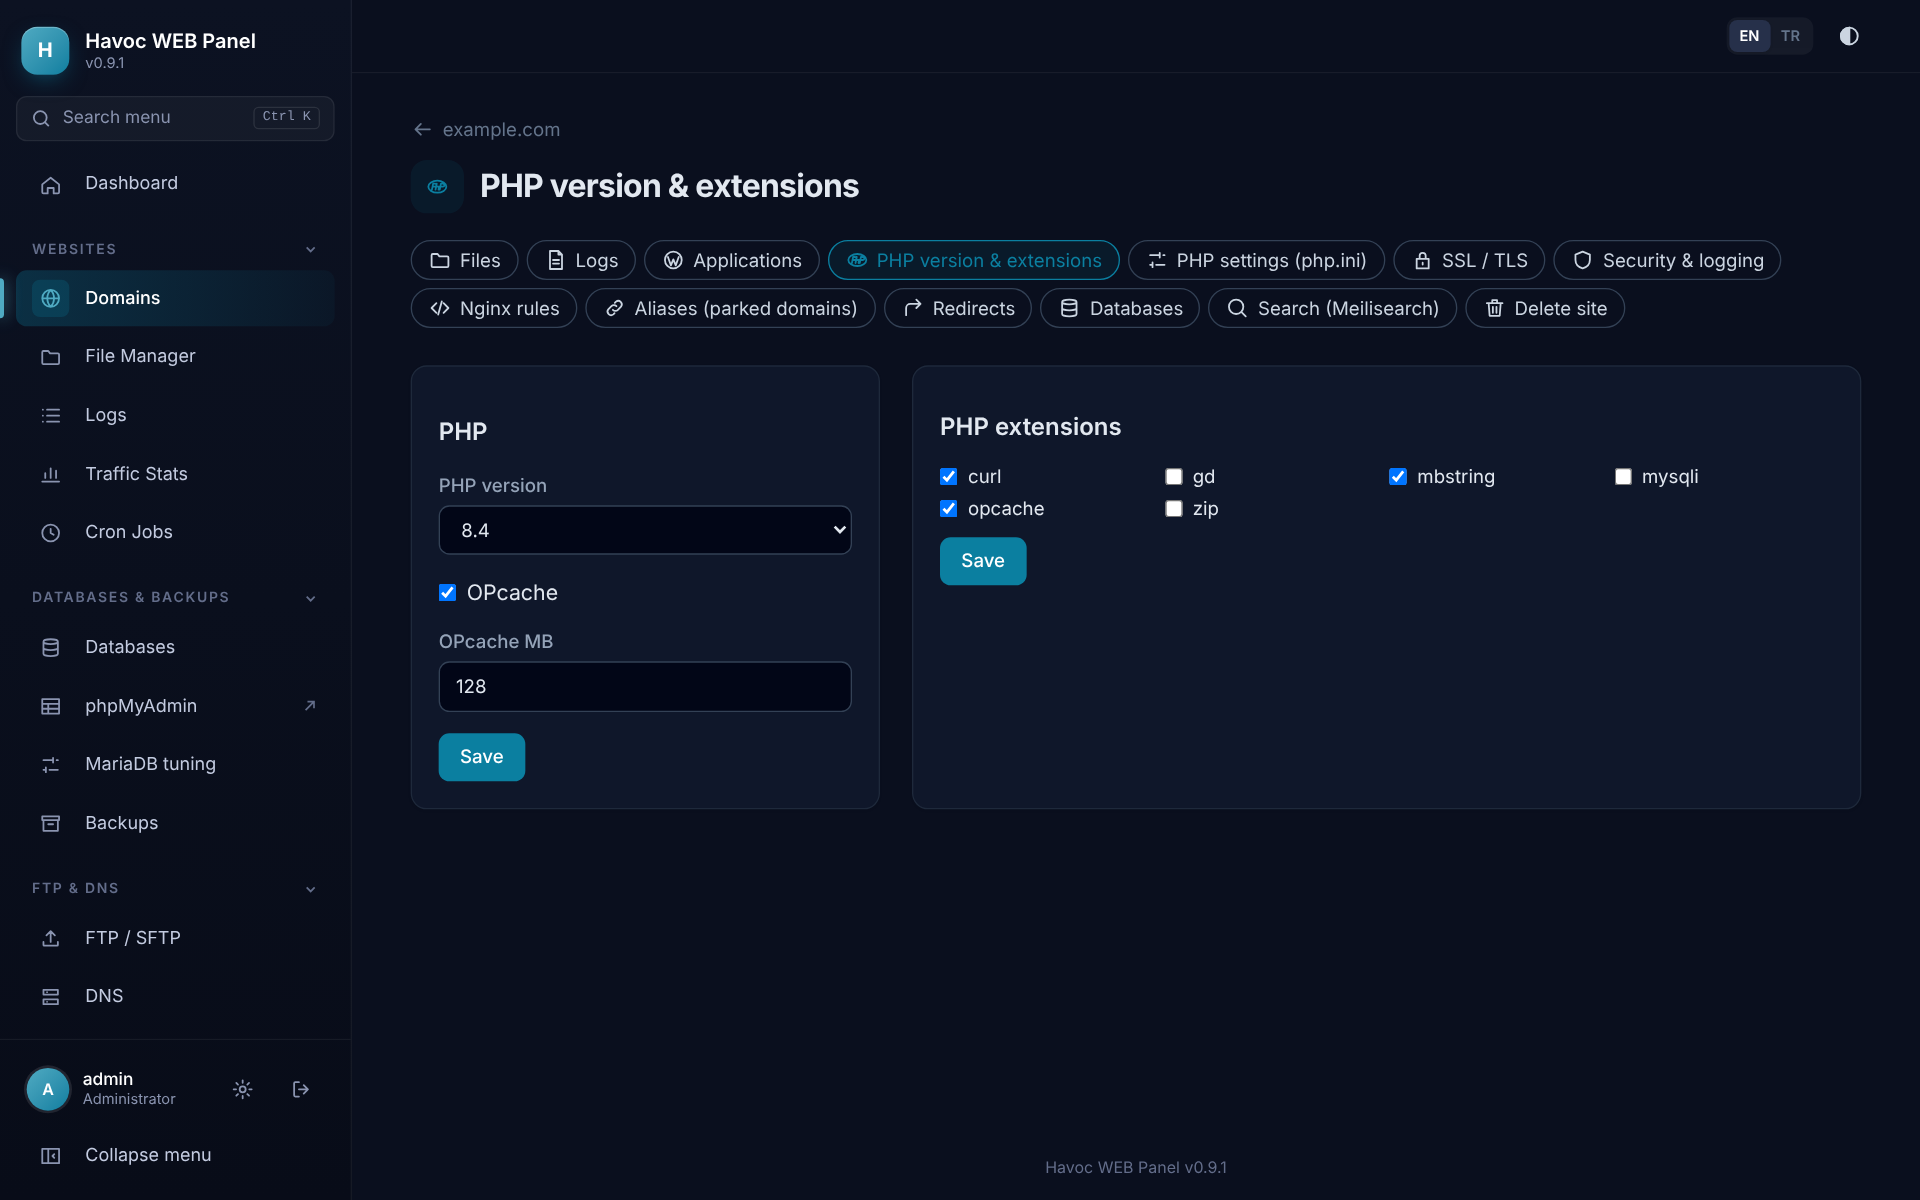 H
Havoc WEB Panel
v0.9.1
Search menu
Ctrl K
Dashboard
WEBSITES
Domains
File Manager
Logs
Traffic Stats
Cron Jobs
DATABASES & BACKUPS
Databases
phpMyAdmin
MariaDB tuning
Backups
FTP & DNS
FTP / SFTP
DNS
A
admin
Administrator
Collapse menu
EN TR
example.com
PHP version & extensions
Files Logs Applications PHP version & extensions PHP settings (php.ini) SSL / TLS Security & logging
Nginx rules Aliases (parked domains) Redirects Databases Search (Meilisearch) Delete site
PHP
PHP version
8.4
OPcache
OPcache MB
128
Save
PHP extensions
curl gd mbstring mysqli
opcache zip
Save
Havoc WEB Panel v0.9.1